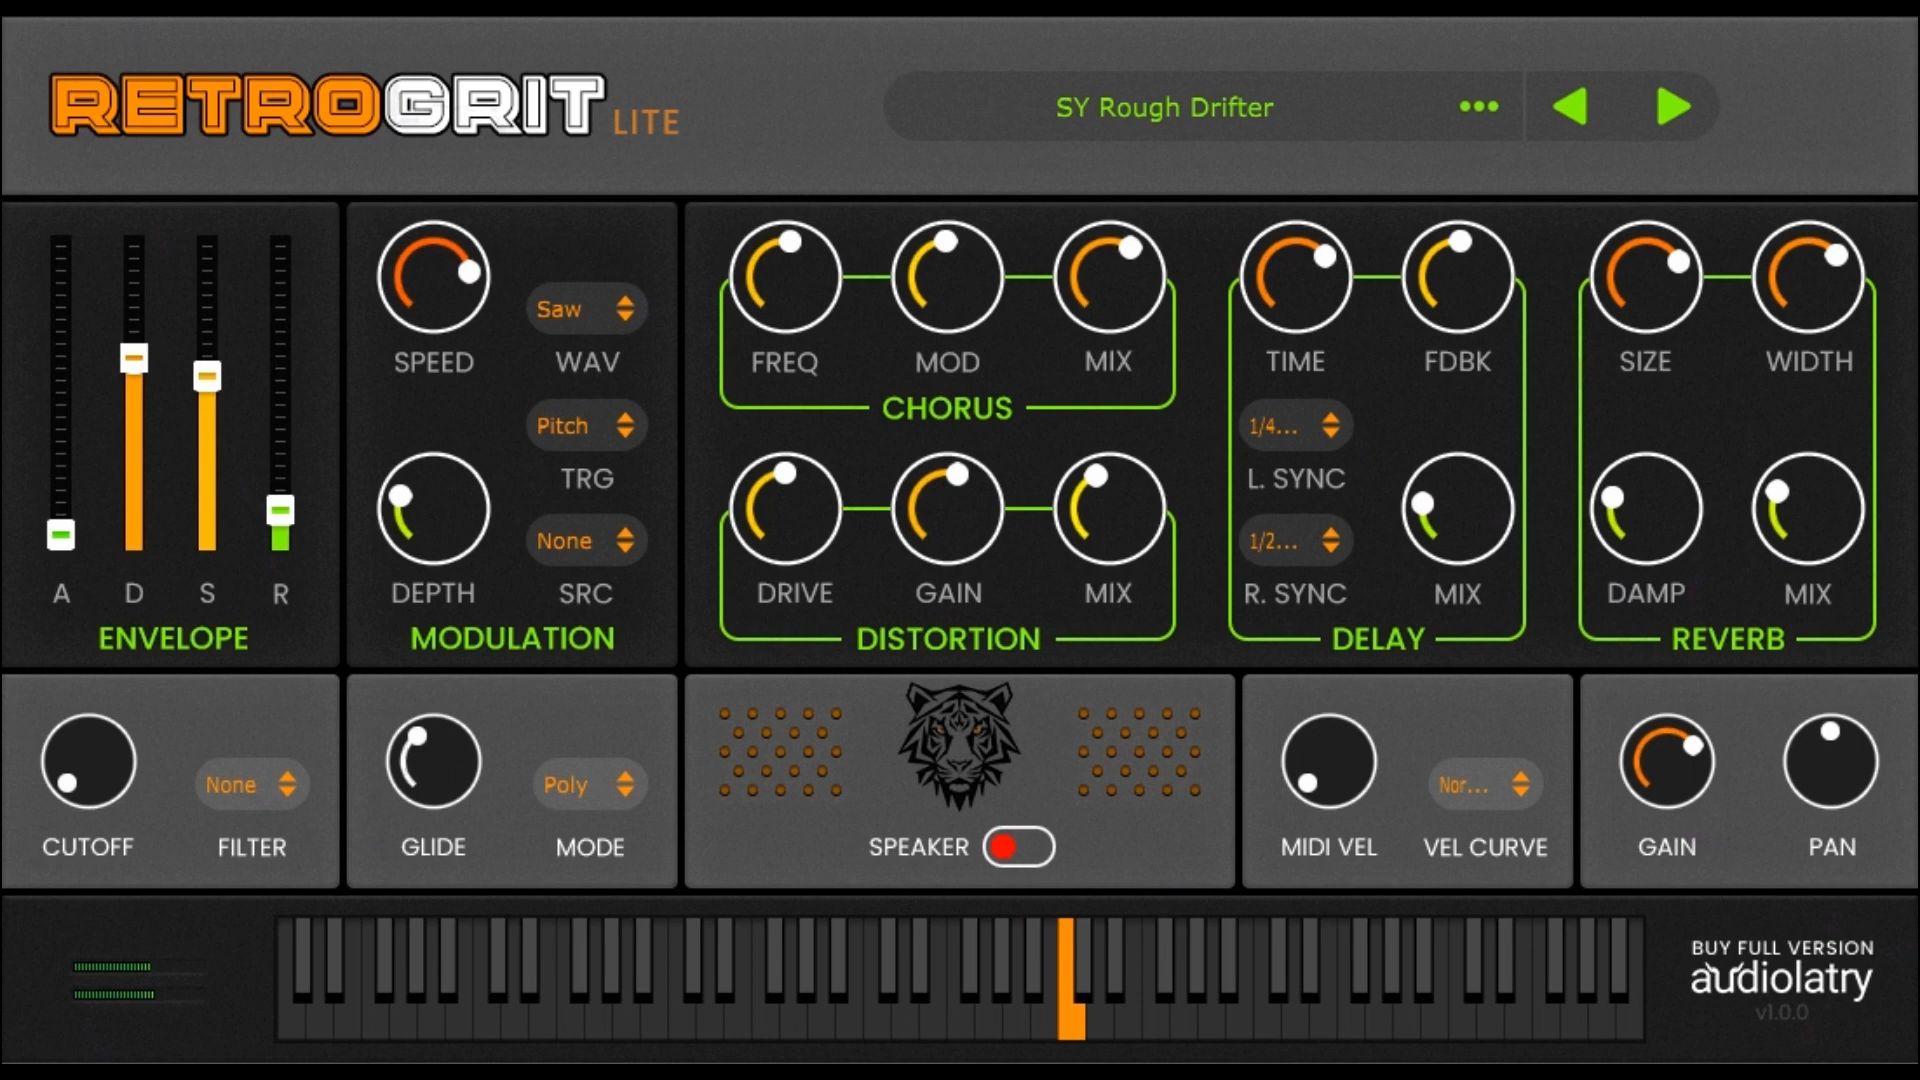 RETROGRIT LITE
SY Rough Drifter
SPEED
Saw
WAV
Pitch
TRG
DEPTH
None
SRC
A D S R
ENVELOPE
MODULATION
FREQ MOD MIX
CHORUS
DRIVE GAIN MIX
DISTORTION
TIME FDBK
1/4...
L. SYNC
1/2...
R. SYNC
MIX
DELAY
SIZE WIDTH
DAMP MIX
REVERB
None
CUTOFF FILTER
Poly
GLIDE MODE
SPEAKER
Nor...
MIDI VEL VEL CURVE
GAIN PAN
BUY FULL VERSION
audiolatry
v1.0.0